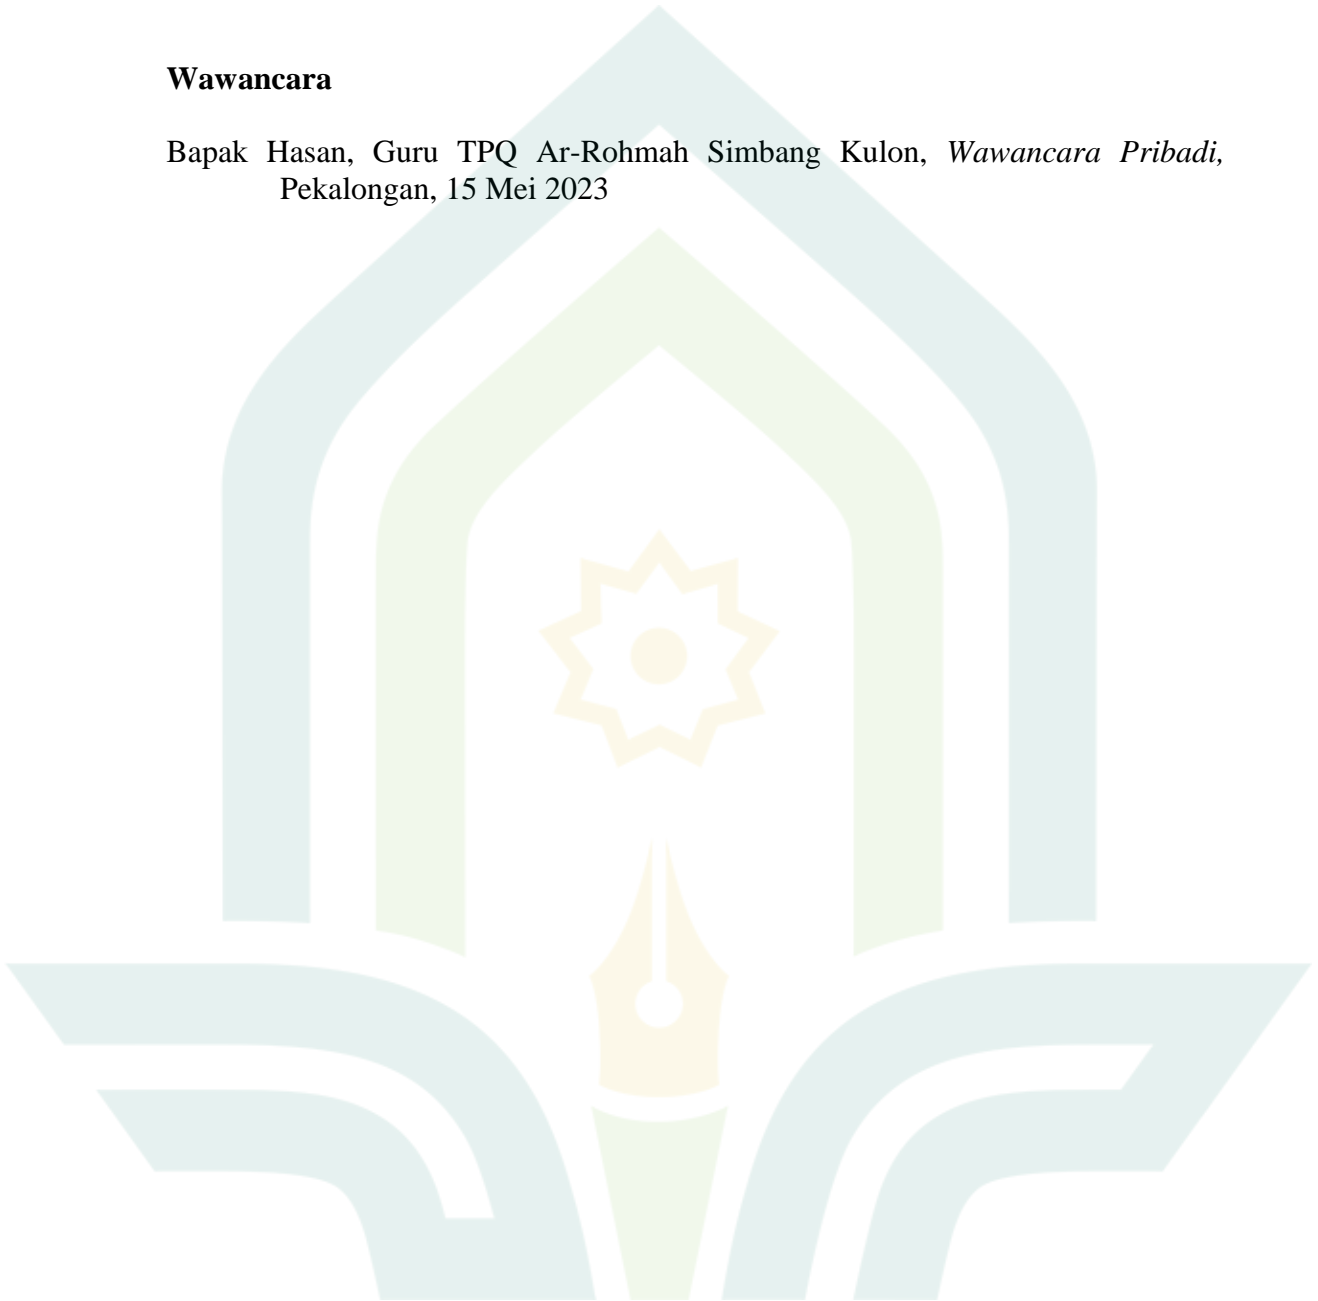 Wawancara
Bapak Hasan, Guru TPQ Ar-Rohmah Simbang Kulon, Wawancara Pribadi,
Pekalongan, 15 Mei 2023